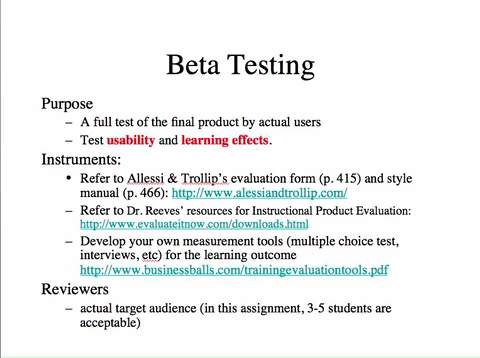 Beta Testing
Purpose
– A full test of the final product by actual users
– Test usability and learning effects.
Instruments:
• Refer to Allessi & Trollip’s evaluation form (p. 415) and style
manual (p. 466): http://www.alessiandtrollip.com/
– Refer to Dr. Reeves’ resources for Instructional Product Evaluation:
http://www.evaluateitnow.com/downloads.html
– Develop your own measurement tools (multiple choice test,
interviews, etc) for the learning outcome
http://www.businessballs.com/trainingevaluationtools.pdf
Reviewers
– actual target audience (in this assignment, 3-5 students are
acceptable)